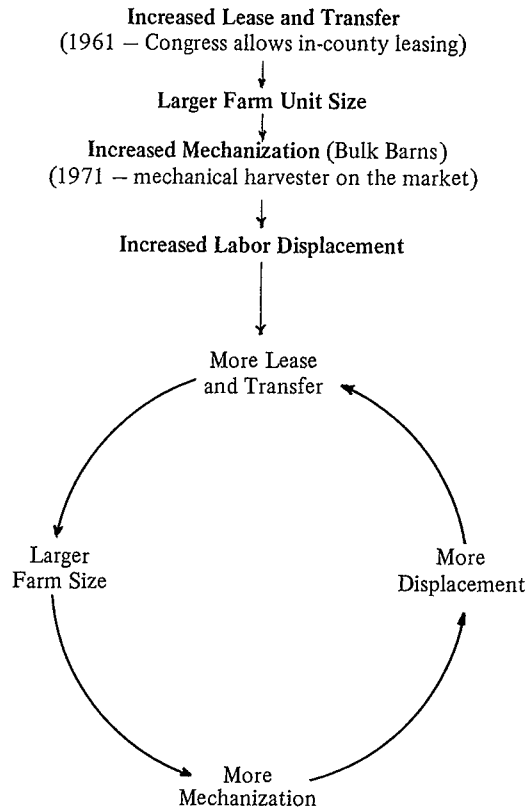 Increased Lease and Transfer
(1961 — Congress allows in-county leasing)
Larger Farm Unit Size
Increased Mechanization (Bulk Barns)
(1971 — mechanical harvester on the market)
Increased Labor Displacement
More Lease
and Transfer
Larger
Farm Size
More
Displacement
More
Mechanization